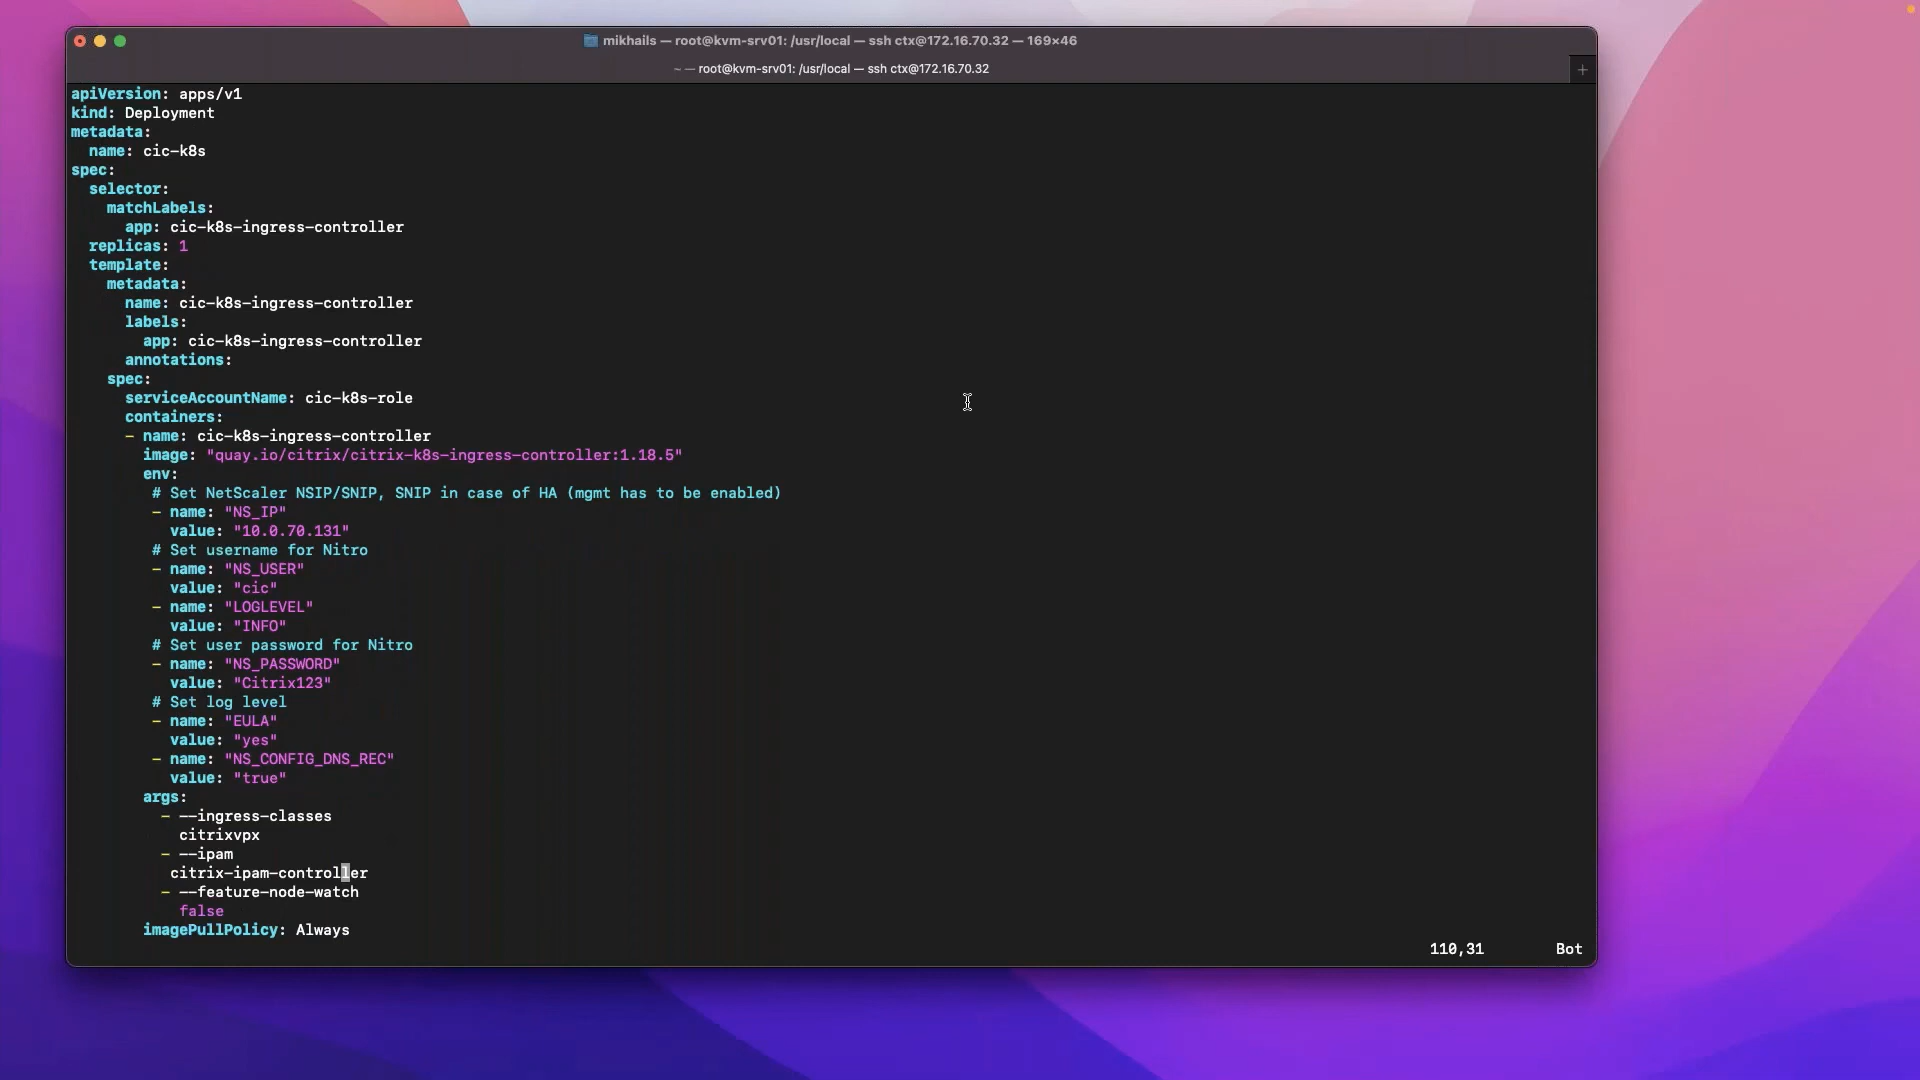 mikhails — root@kvm-srv01: /usr/local — ssh ctx@172.16.70.32 — 169×46
~ — root@kvm-srv01: /usr/local — ssh ctx@172.16.70.32
+
apiVersion: apps/v1
kind: Deployment
metadata:
  name: cic-k8s
spec:
  selector:
    matchLabels:
      app: cic-k8s-ingress-controller
  replicas: 1
  template:
    metadata:
      name: cic-k8s-ingress-controller
      labels:
        app: cic-k8s-ingress-controller
      annotations:
    spec:
      serviceAccountName: cic-k8s-role
      containers:
      - name: cic-k8s-ingress-controller
        image: "quay.io/citrix/citrix-k8s-ingress-controller:1.18.5"
        env:
         # Set NetScaler NSIP/SNIP, SNIP in case of HA (mgmt has to be enabled)
         - name: "NS_IP"
           value: "10.0.70.131"
         # Set username for Nitro
         - name: "NS_USER"
           value: "cic"
         - name: "LOGLEVEL"
           value: "INFO"
         # Set user password for Nitro
         - name: "NS_PASSWORD"
           value: "Citrix123"
         # Set log level
         - name: "EULA"
           value: "yes"
         - name: "NS_CONFIG_DNS_REC"
           value: "true"
        args:
          - --ingress-classes
            citrixvpx
          - --ipam
           citrix-ipam-controller
          - --feature-node-watch
            false
        imagePullPolicy: Always
110,31 Bot